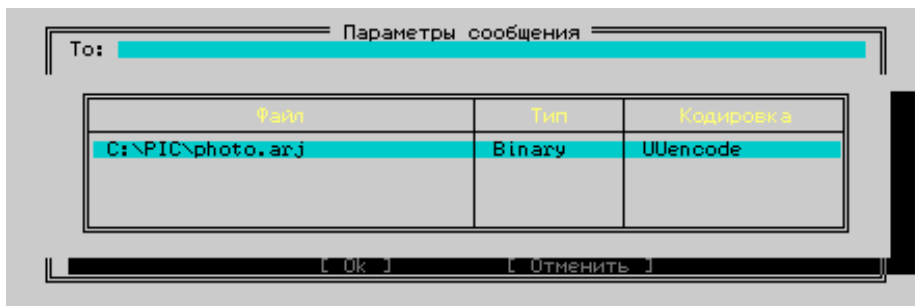 Параметры сообщения
To:
Файл Тип Кодировка
C:\PIC\photo.arj Binary UUencode
[ Ok ] [ Отменить ]